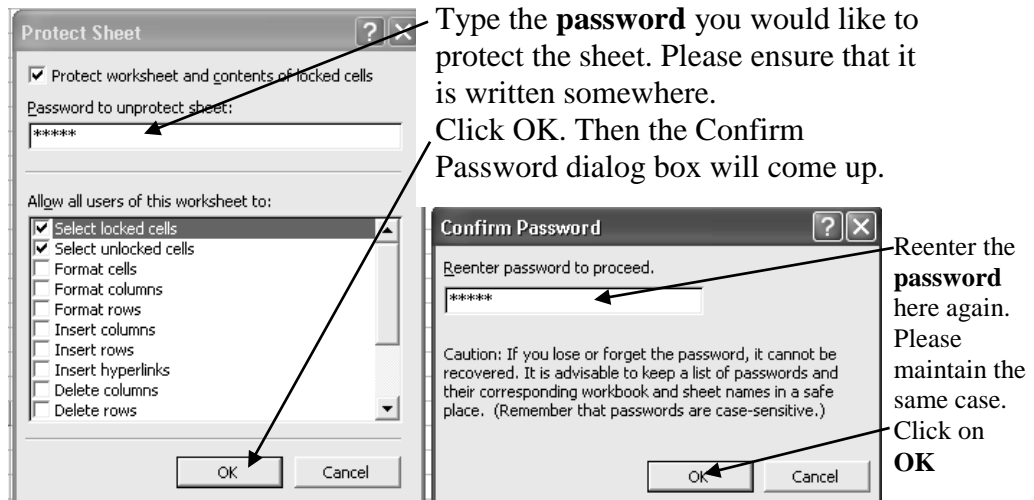 Protect Sheet
Protect worksheet and contents of locked cells
Password to unprotect sheet:
*****
Allow all users of this worksheet to:
Select locked cells
Select unlocked cells
Format cells
Format columns
Format rows
Insert columns
Insert rows
Insert hyperlinks
Delete columns
Delete rows
OK Cancel
Type the password you would like to
protect the sheet. Please ensure that it
is written somewhere.
Click OK. Then the Confirm
Password dialog box will come up.
Confirm Password
Reenter password to proceed.
*****
Caution: If you lose or forget the password, it cannot be
recovered. It is advisable to keep a list of passwords and
their corresponding workbook and sheet names in a safe
place. (Remember that passwords are case-sensitive.)
OK Cancel
Reenter the
password
here again.
Please
maintain the
same case.
Click on
OK